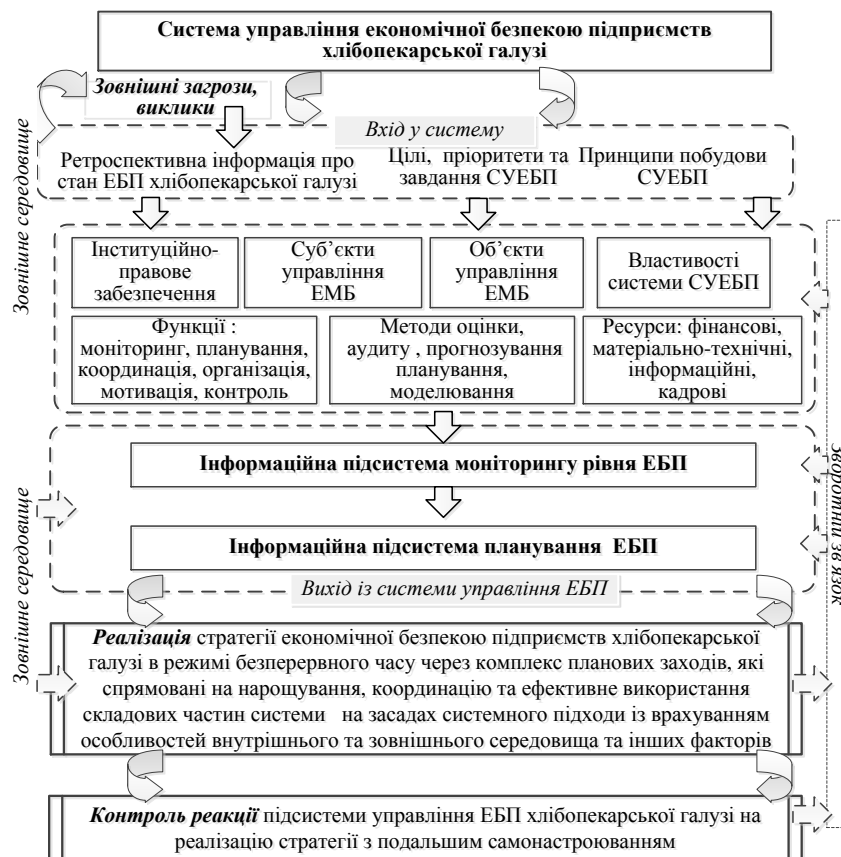 Система управління економічної безпекою підприємств
хлібопекарської галузі
Зовнішні загрози,
виклики
Зовнішнє середовище
Вхід у систему
Ретроспективна інформація про
стан ЕБП хлібопекарської галузі
Цілі, пріоритети та
завдання СУЕБП
Принципи побудови
СУЕБП
Інституційно-
правове
забезпечення
Суб’єкти
управління
ЕМБ
Об’єкти
управління
ЕМБ
Властивості
системи СУЕБП
Функції :
моніторинг, планування,
координація, організація,
мотивація, контроль
Методи оцінки,
аудиту , прогнозування
планування,
моделювання
Ресурси: фінансові,
матеріально-технічні,
інформаційні,
кадрові
Інформаційна підсистема моніторингу рівня ЕБП
Інформаційна підсистема планування ЕБП
Зворотній зв’язок
Зовнішнє середовище
Вихід із системи управління ЕБП
Реалізація стратегії економічної безпекою підприємств хлібопекарської
галузі в режимі безперервного часу через комплекс планових заходів, які
спрямовані на нарощування, координацію та ефективне використання
складових частин системи на засадах системного підходи із врахуванням
особливостей внутрішнього та зовнішнього середовища та інших факторів
Контроль реакції підсистеми управління ЕБП хлібопекарської галузі на
реалізацію стратегії з подальшим самонастроюванням